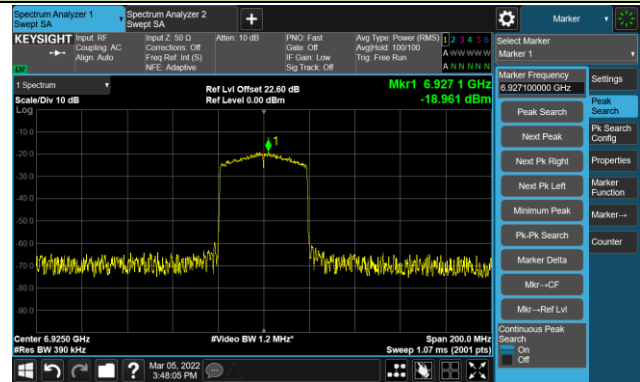 Spectrum Analyzer 1
Swept SA
Spectrum Analyzer 2
Swept SA
+
Marker
KEYSIGHT
Input: RF
Coupling: AC
Align: Auto
Input Z: 50 Ω
Corrections: Off
Freq Ref: Int (S)
NFE: Adaptive
Atten: 10 dB
PNO: Fast
Gate: Off
IF Gain: Low
Sig Track: Off
Avg Type: Power (RMS)
Avg|Hold: 100/100
Trig: Free Run
1 2 3 4 5 6
A W W W W W
A N N N N N
Select Marker
Marker 1
1 Spectrum
Scale/Div 10 dB
Log
Ref Lvl Offset 22.60 dB
Ref Level 0.00 dBm
Mkr1 6.927 1 GHz
-18.961 dBm
-10.0
-20.0
-30.0
-40.0
-50.0
-60.0
-70.0
-80.0
-90.0
1
Center 6.9250 GHz
#Res BW 390 kHz
#Video BW 1.2 MHz*
Span 200.0 MHz
Sweep 1.07 ms (2001 pts)
Marker Frequency
6.927100000 GHz
Peak Search
Next Peak
Next Pk Right
Next Pk Left
Minimum Peak
Pk-Pk Search
Marker Delta
Mkr→CF
Mkr→Ref Lvl
Continuous Peak
Search
On
Off
Settings
Peak
Search
Pk Search
Config
Properties
Marker
Function
Marker→
Counter
?
Mar 05, 2022
3:48:05 PM